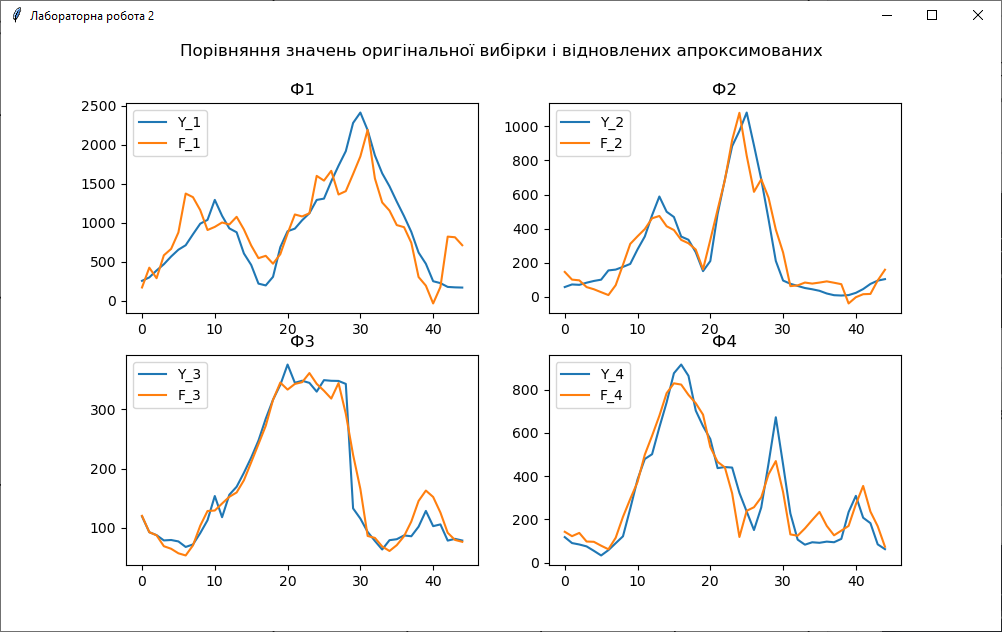 Лабораторна робота 2
Порівняння значень оригінальної вибірки і відновлених апроксимованих
Ф1
2500
2000
1500
1000
500
0
0 10 20 30 40
Y_1
F_1
Ф2
1000
800
600
400
200
0
0 10 20 30 40
Y_2
F_2
Ф3
300
200
100
0 10 20 30 40
Y_3
F_3
Ф4
800
600
400
200
0
0 10 20 30 40
Y_4
F_4